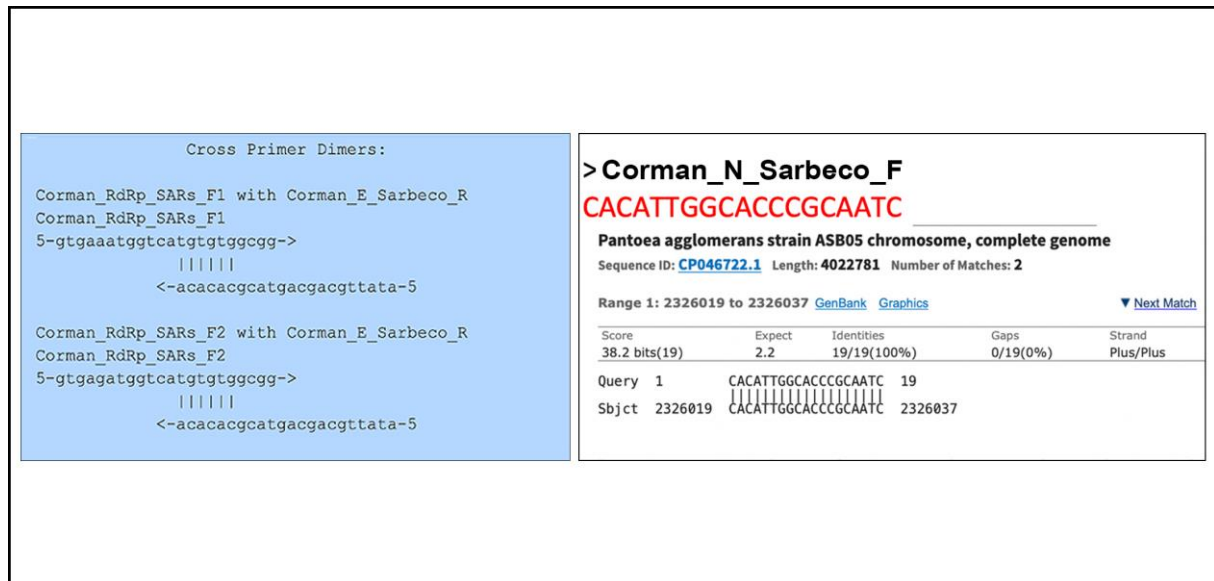 Cross Primer Dimers:
Corman_RdRp_SARs_F1 with Corman_E_Sarbeco_R
Corman_RdRp_SARs_F1
5-gtgaaatggtcatgtgtggcgg->
||||||
<-acacacgcatgacgacgttata-5
Corman_RdRp_SARs_F2 with Corman_E_Sarbeco_R
Corman_RdRp_SARs_F2
5-gtgagatggtcatgtgtggcgg->
||||||
<-acacacgcatgacgacgttata-5
>Corman_N_Sarbeco_F
CACATTGGCACCCGCAATC
Pantoea agglomerans strain ASB05 chromosome, complete genome
Sequence ID: CP046722.1 Length: 4022781 Number of Matches: 2
Range 1: 2326019 to 2326037 GenBank Graphics ▼ Next Match
Score Expect Identities Gaps Strand
38.2 bits(19) 2.2 19/19(100%) 0/19(0%) Plus/Plus
Query 1 CACATTGGCACCCGCAATC 19
|||||||||||||||||||
Sbjct 2326019 CACATTGGCACCCGCAATC 2326037